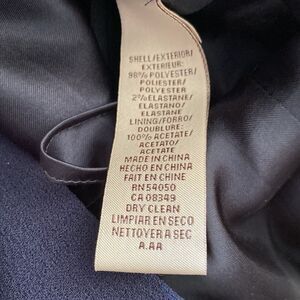 SHELL/EXTERIOR/
EXTERIEUR:
98% POLYESTER/
POLIESTER/
POLYESTER
2% ELASTANE/
ELASTANO/
ELASTANE
LINING/FORRO/
DOUBLURE:
100% ACETATE/
ACETATO/
ACETATE
MADE IN CHINA
HECHO EN CHINA
FAIT EN CHINE
RN 54050
CA 08349
DRY CLEAN
LIMPIAR EN SECO
NETTOYER A SEC
A.AA